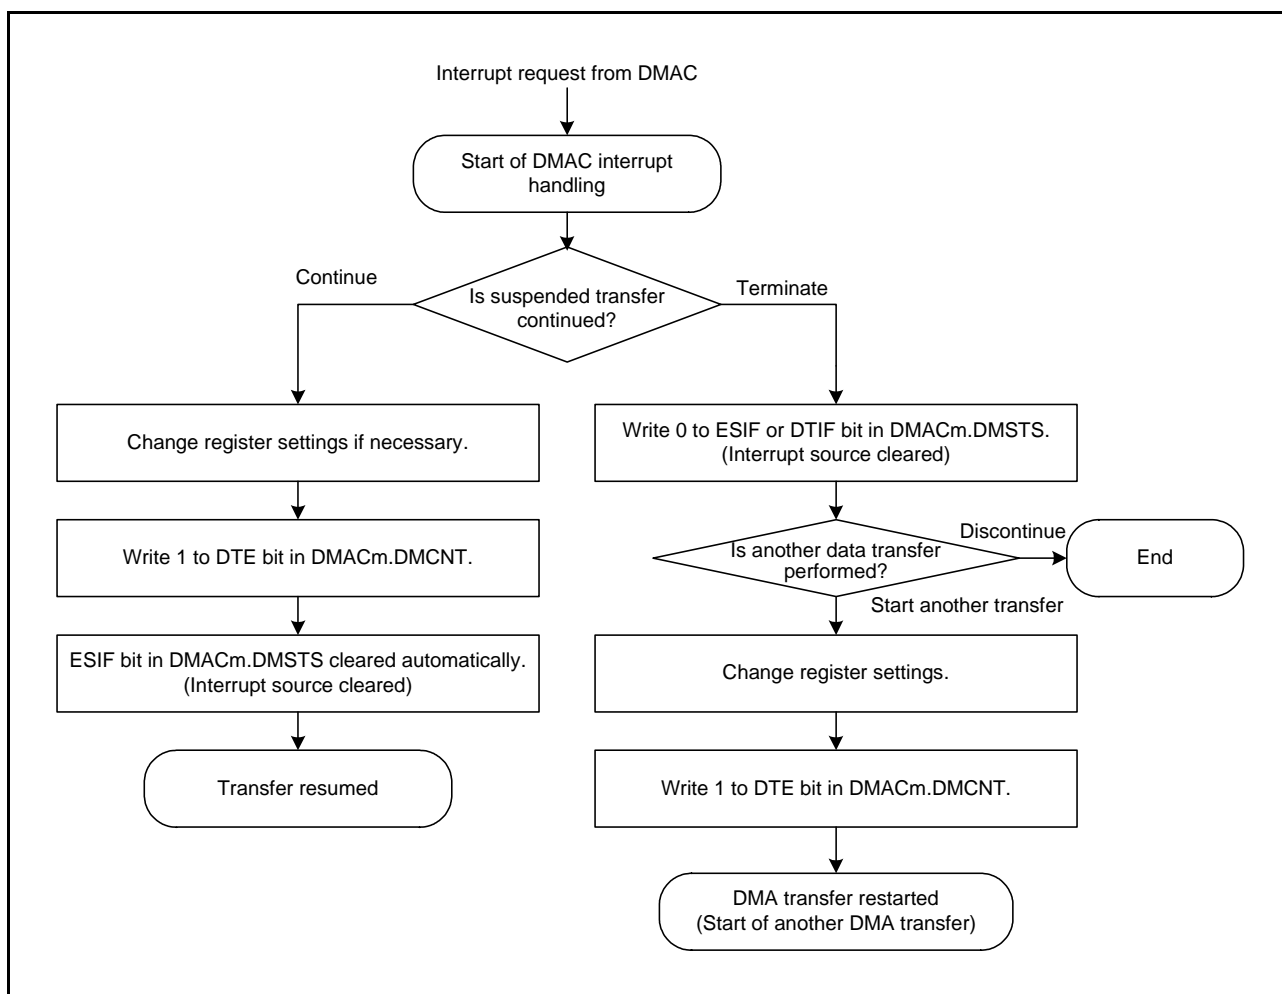 Interrupt request from DMAC
Start of DMAC interrupt
handling
Continue
Is suspended transfer
continued?
Terminate
Change register settings if necessary.
Write 1 to DTE bit in DMACm.DMCNT.
ESIF bit in DMACm.DMSTS cleared automatically.
(Interrupt source cleared)
Transfer resumed
Write 0 to ESIF or DTIF bit in DMACm.DMSTS.
(Interrupt source cleared)
Is another data transfer
performed?
Discontinue
End
Start another transfer
Change register settings.
Write 1 to DTE bit in DMACm.DMCNT.
DMA transfer restarted
(Start of another DMA transfer)